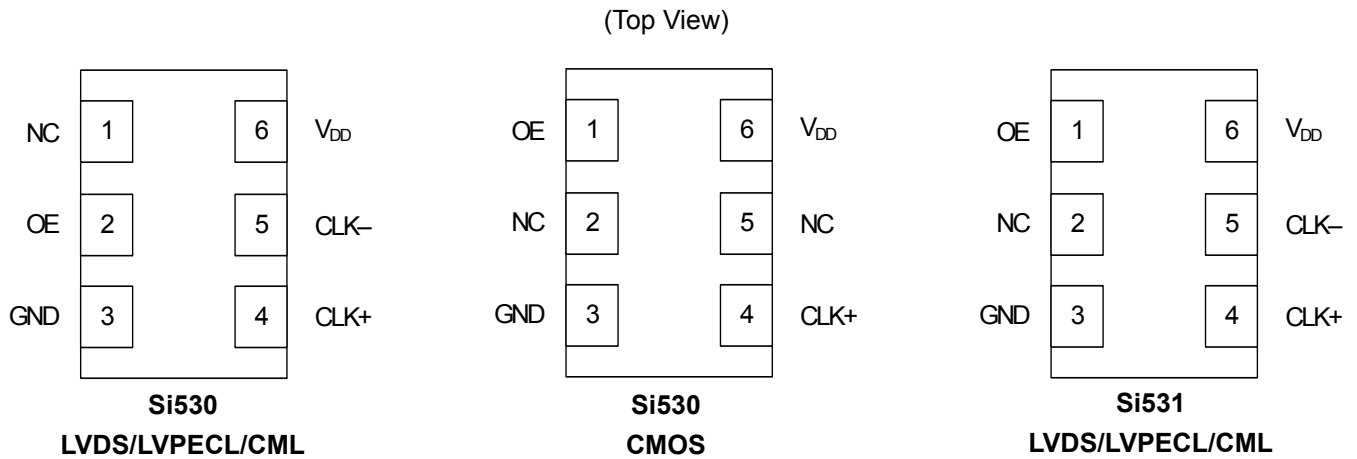 (Top View)
NC 1 6 VDD
OE 2 5 CLK–
GND 3 4 CLK+
Si530
LVDS/LVPECL/CML
OE 1 6 VDD
NC 2 5 NC
GND 3 4 CLK+
Si530
CMOS
OE 1 6 VDD
NC 2 5 CLK–
GND 3 4 CLK+
Si531
LVDS/LVPECL/CML